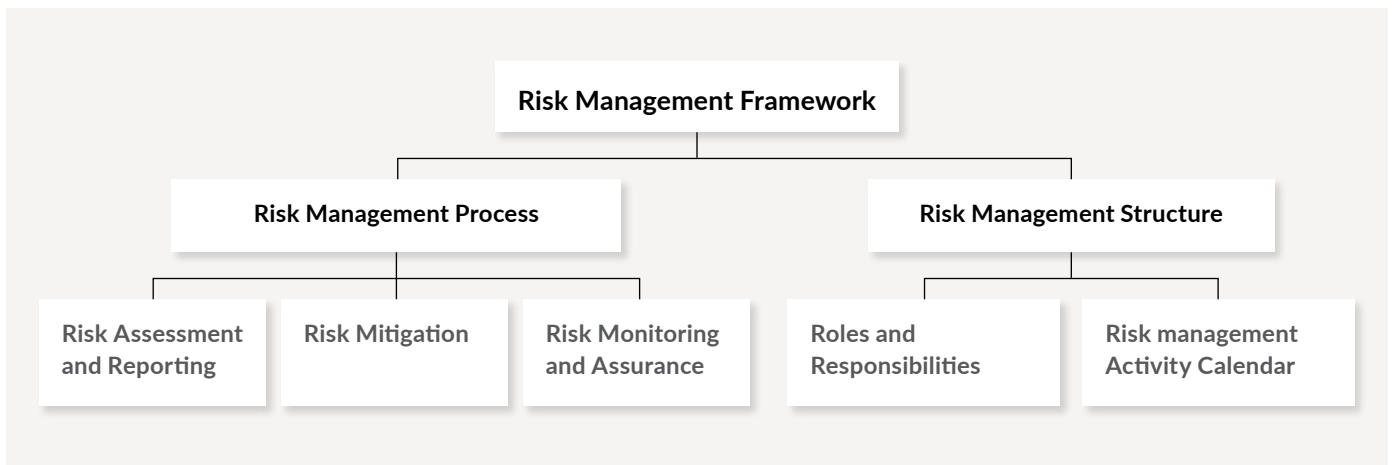 Risk Management Framework
Risk Management Process
Risk Management Structure
Risk Assessment
and Reporting
Risk Mitigation
Risk Monitoring
and Assurance
Roles and
Responsibilities
Risk management
Activity Calendar